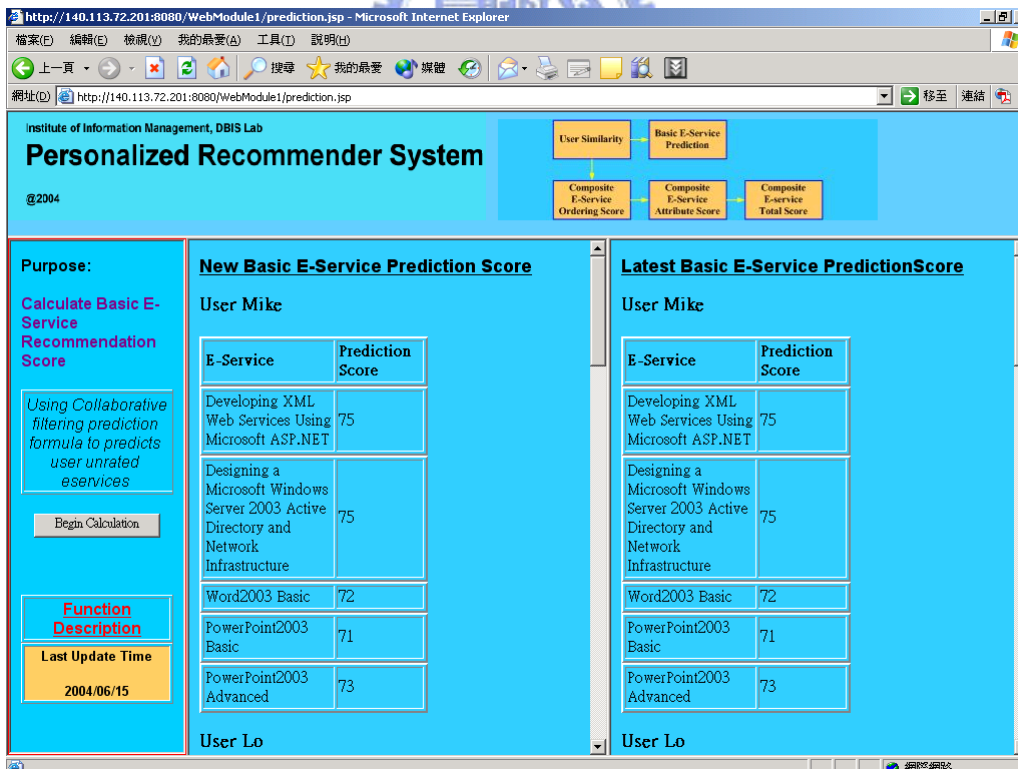 http://140.113.72.201:8080/WebModule1/prediction.jsp - Microsoft Internet Explorer
檔案(F) 編輯(E) 檢視(V) 我的最愛(A) 工具(T) 說明(H)
上一頁 搜尋 我的最愛 媒體
網址(D) http://140.113.72.201:8080/WebModule1/prediction.jsp 移至 連結
Institute of Information Management, DBIS Lab
Personalized Recommender System
@2004
User Similarity
Basic E-Service
Prediction
Composite
E-Service
Ordering Score
Composite
E-Service
Attribute Score
Composite
E-service
Total Score
Purpose:
Calculate Basic E-
Service
Recommendation
Score
Using Collaborative
filtering prediction
formula to predicts
user unrated
eservices
Begin Calculation
Function
Description
Last Update Time
2004/06/15
New Basic E-Service Prediction Score
User Mike
E-Service
Prediction
Score
Developing XML
Web Services Using
Microsoft ASP.NET
75
Designing a
Microsoft Windows
Server 2003 Active
Directory and
Network
Infrastructure
75
Word2003 Basic 72
PowerPoint2003
Basic
71
PowerPoint2003
Advanced
73
User Lo
Latest Basic E-Service PredictionScore
User Mike
E-Service
Prediction
Score
Developing XML
Web Services Using
Microsoft ASP.NET
75
Designing a
Microsoft Windows
Server 2003 Active
Directory and
Network
Infrastructure
75
Word2003 Basic 72
PowerPoint2003
Basic
71
PowerPoint2003
Advanced
73
User Lo